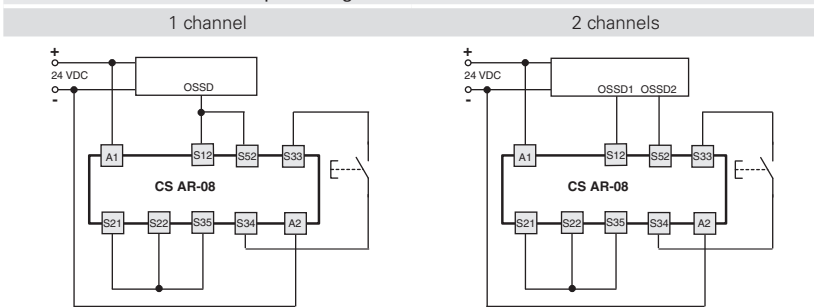 1 channel
2 channels
+
24 VDC
-
OSSD
A1
S12
S52
S33
CS AR-08
S21
S22
S35
S34
A2
+
24 VDC
-
OSSD1 OSSD2
A1
S12
S52
S33
CS AR-08
S21
S22
S35
S34
A2